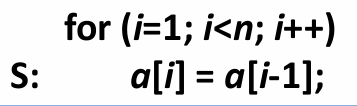 for (i=1; i<n; i++)
S: a[i] = a[i-1];